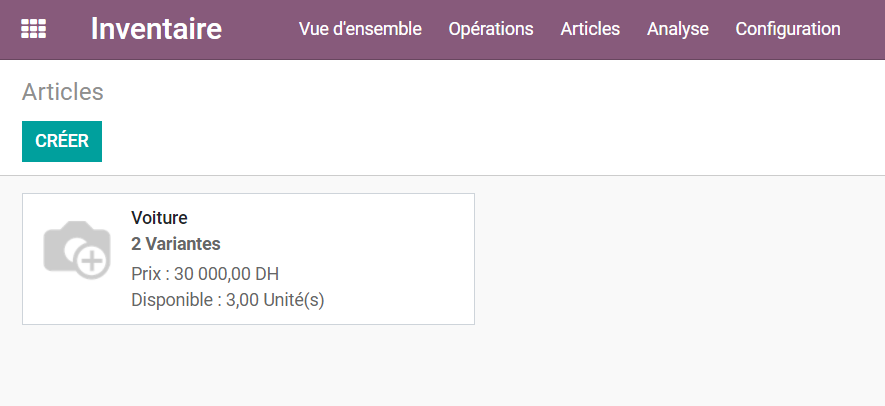 Inventaire Vue d'ensemble Opérations Articles Analyse Configuration
Articles
CRÉER
Voiture
2 Variantes
Prix : 30 000,00 DH
Disponible : 3,00 Unité(s)